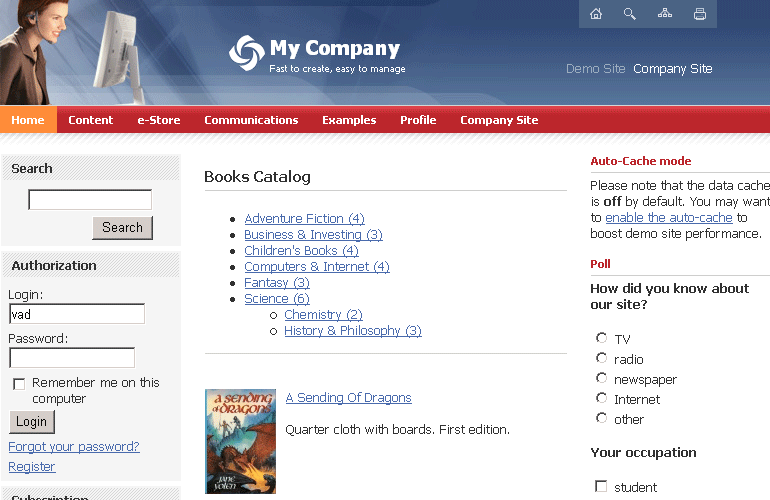 My Company
Fast to create, easy to manage
Demo Site Company Site
Home Content e-Store Communications Examples Profile Company Site
Search
Search
Authorization
Login:
vad
Password:
Remember me on this
computer
Login
Forgot your password?
Register
Subscription
Books Catalog
Adventure Fiction (4)
Business & Investing (3)
Children's Books (4)
Computers & Internet (4)
Fantasy (3)
Science (6)
Chemistry (2)
History & Philosophy (3)
A SENDING
OF DRAGONS
jane
yolen
A Sending Of Dragons
Quarter cloth with boards. First edition.
Auto-Cache mode
Please note that the data cache
is off by default. You may want
to enable the auto-cache to
boost demo site performance.
Poll
How did you know about
our site?
TV
radio
newspaper
Internet
other
Your occupation
student